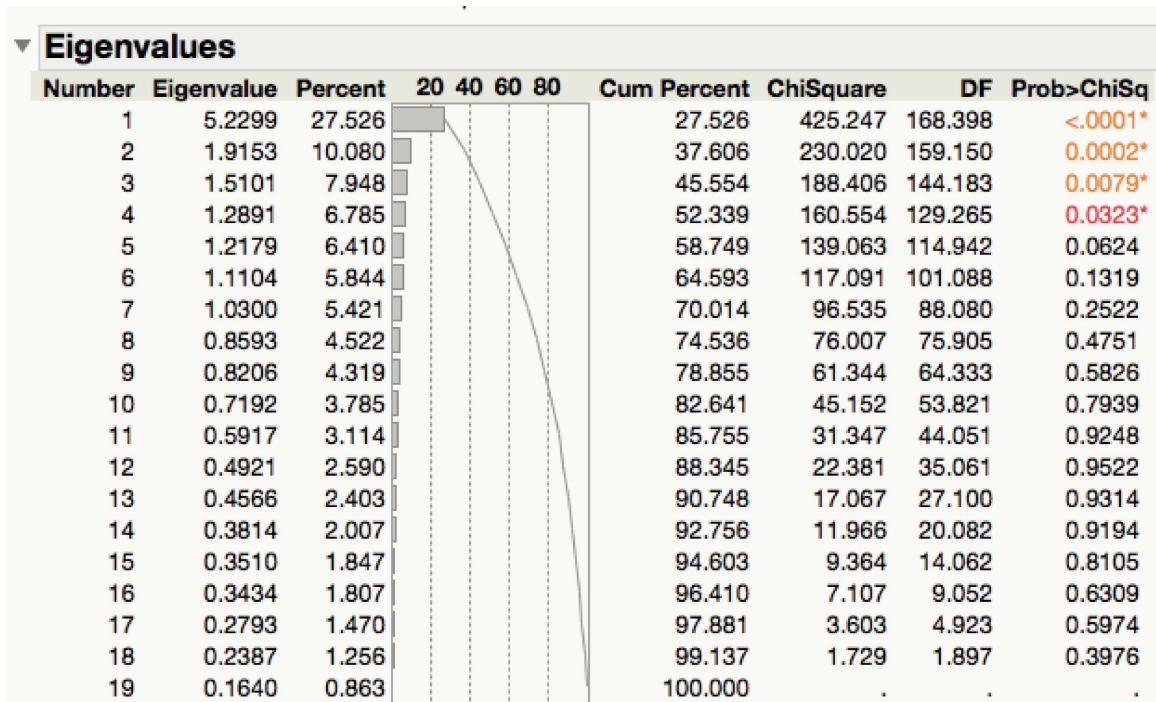 Eigenvalues
Number Eigenvalue Percent 20 40 60 80 Cum Percent ChiSquare DF Prob>ChiSq
1 5.2299 27.526 27.526 425.247 168.398 <.0001*
2 1.9153 10.080 37.606 230.020 159.150 0.0002*
3 1.5101 7.948 45.554 188.406 144.183 0.0079*
4 1.2891 6.785 52.339 160.554 129.265 0.0323*
5 1.2179 6.410 58.749 139.063 114.942 0.0624
6 1.1104 5.844 64.593 117.091 101.088 0.1319
7 1.0300 5.421 70.014 96.535 88.080 0.2522
8 0.8593 4.522 74.536 76.007 75.905 0.4751
9 0.8206 4.319 78.855 61.344 64.333 0.5826
10 0.7192 3.785 82.641 45.152 53.821 0.7939
11 0.5917 3.114 85.755 31.347 44.051 0.9248
12 0.4921 2.590 88.345 22.381 35.061 0.9522
13 0.4566 2.403 90.748 17.067 27.100 0.9314
14 0.3814 2.007 92.756 11.966 20.082 0.9194
15 0.3510 1.847 94.603 9.364 14.062 0.8105
16 0.3434 1.807 96.410 7.107 9.052 0.6309
17 0.2793 1.470 97.881 3.603 4.923 0.5974
18 0.2387 1.256 99.137 1.729 1.897 0.3976
19 0.1640 0.863 100.000 . . .